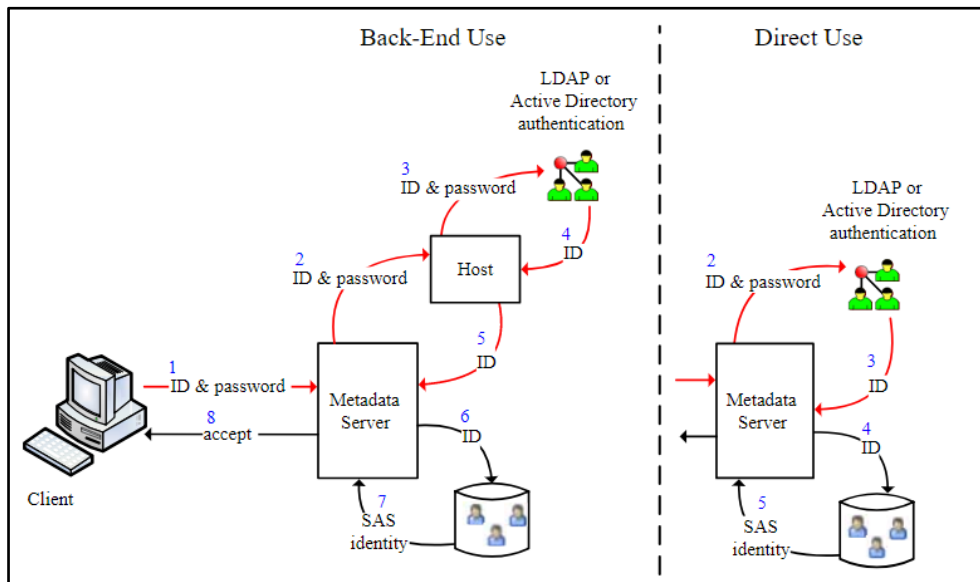 Back-End Use
Direct Use
LDAP or
Active Directory
authentication
3
ID & password
4
ID
2
ID & password
Host
5
ID
1
ID & password
Metadata
Server
8
accept
6
ID
7
SAS
identity
Client
LDAP or
Active Directory
authentication
2
ID & password
3
ID
Metadata
Server
4
ID
5
SAS
identity